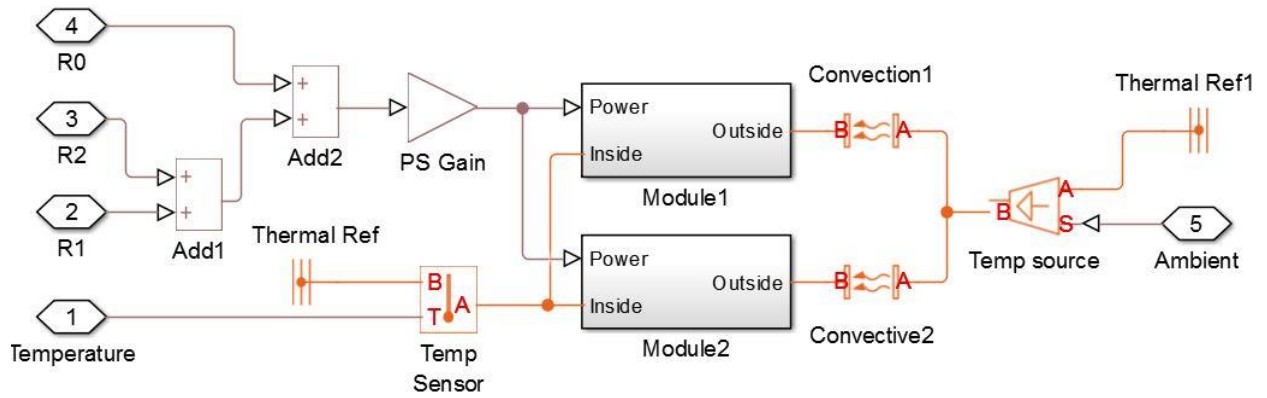 4
R0
3
R2
2
R1
+
+
Add1
+
+
Add2
PS Gain
Thermal Ref
1
Temperature
B
T
A
Temp
Sensor
Power
Outside
Inside
Module1
Power
Outside
Inside
Module2
Convection1
B
A
B
A
Convective2
Thermal Ref1
A
B
S
Temp source
5
Ambient